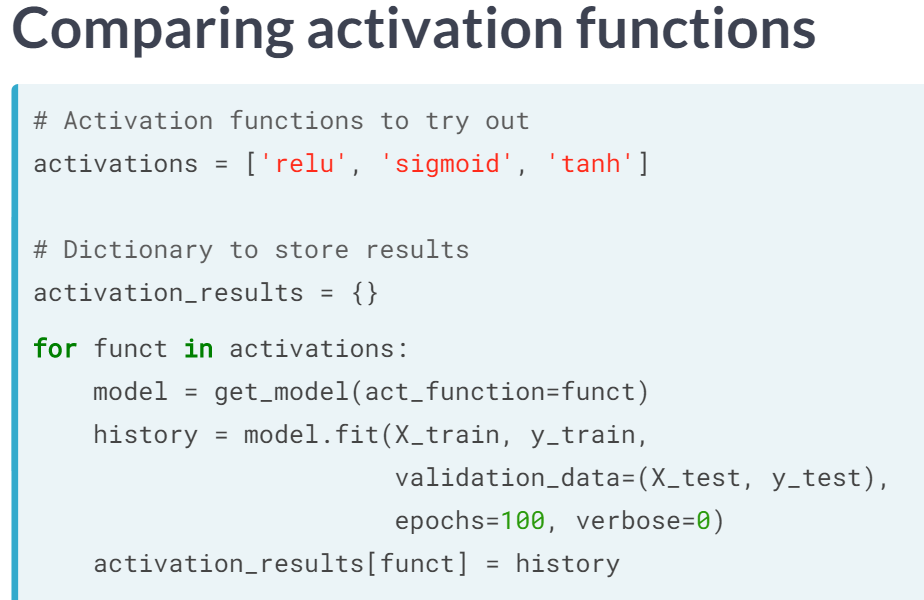 Comparing activation functions
# Activation functions to try out
activations = ['relu', 'sigmoid', 'tanh']
# Dictionary to store results
activation_results = {}
for funct in activations:
    model = get_model(act_function=funct)
    history = model.fit(X_train, y_train,
                        validation_data=(X_test, y_test),
                        epochs=100, verbose=0)
    activation_results[funct] = history